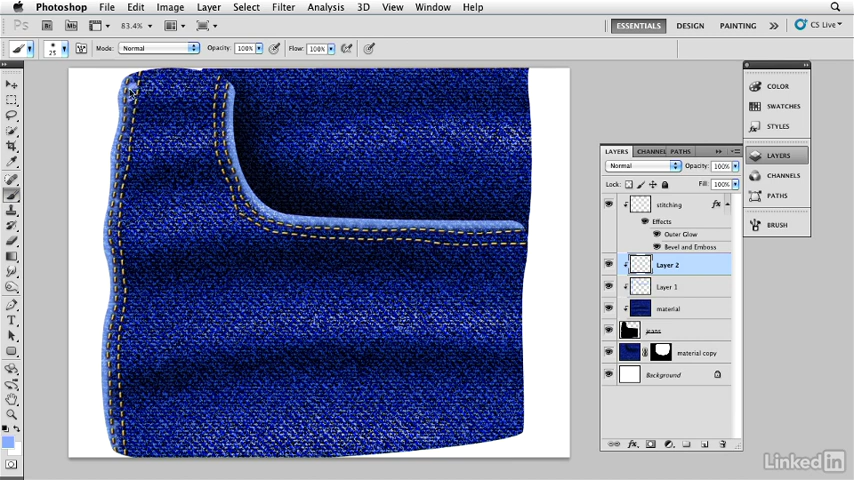 Photoshop File Edit Image Layer Select Filter Analysis 3D View Window Help
Ps Br Mb 83.4% ESSENTIALS DESIGN PAINTING CS Live
25 Mode: Normal Opacity: 100% Flow: 100%
COLOR
SWATCHES
STYLES
LAYERS
CHANNELS
PATHS
BRUSH
LAYERS CHANNEL PATHS
Normal Opacity: 100%
Lock: Fill: 100%
stitching fx
Effects
Outer Glow
Bevel and Emboss
Layer 2
Layer 1
material
jeans
material copy
Background
fx
T
Linked in